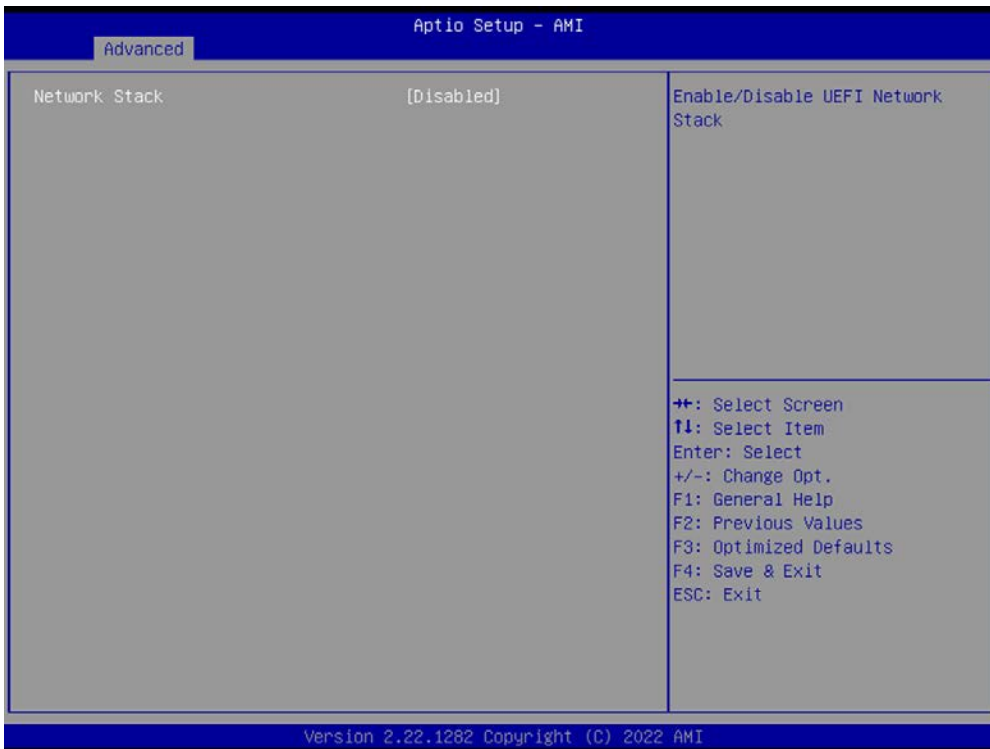 Aptio Setup - AMI
Advanced
Network Stack [Disabled]
Enable/Disable UEFI Network
Stack
→←: Select Screen
↑↓: Select Item
Enter: Select
+/-: Change Opt.
F1: General Help
F2: Previous Values
F3: Optimized Defaults
F4: Save & Exit
ESC: Exit
Version 2.22.1282 Copyright (C) 2022 AMI